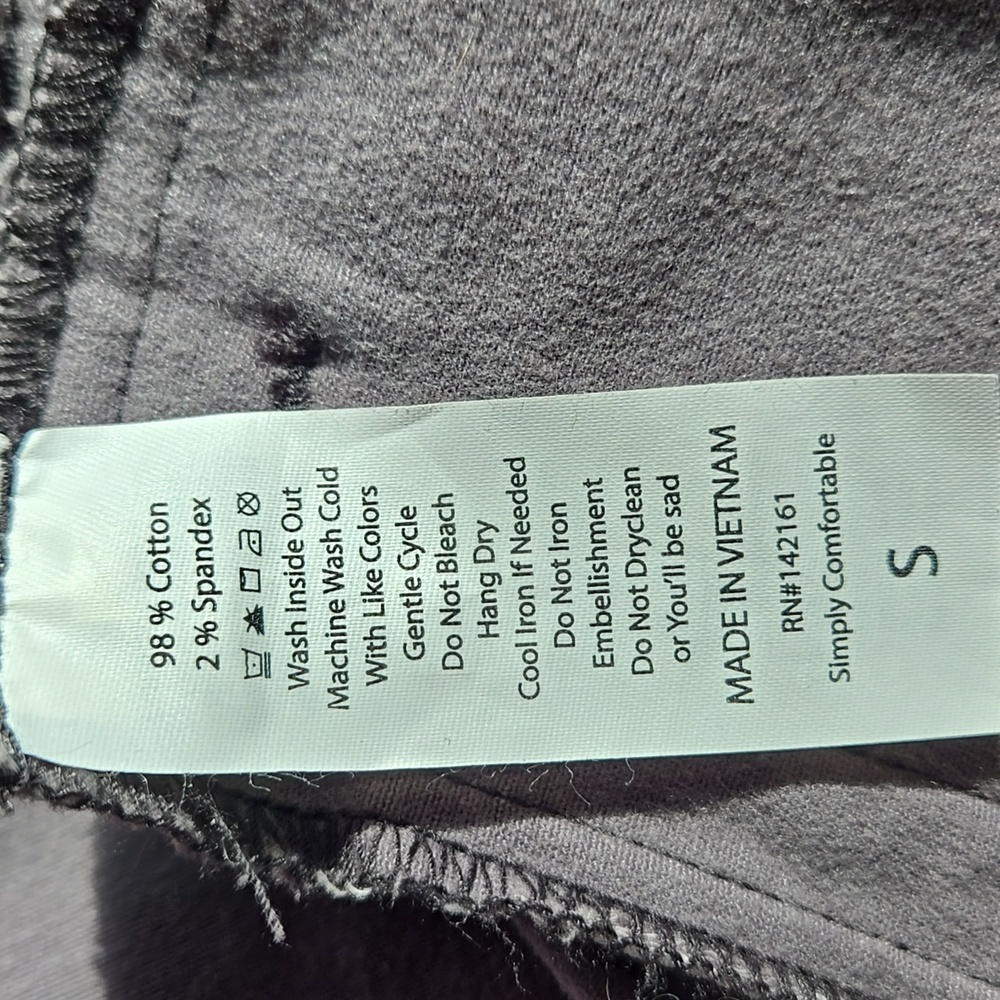 98 % Cotton
2 % Spandex
Wash Inside Out
Machine Wash Cold
With Like Colors
Gentle Cycle
Do Not Bleach
Hang Dry
Cool Iron If Needed
Do Not Iron
Embellishment
Do Not Dryclean
or You'll be sad
MADE IN VIETNAM
RN#142161
Simply Comfortable
S